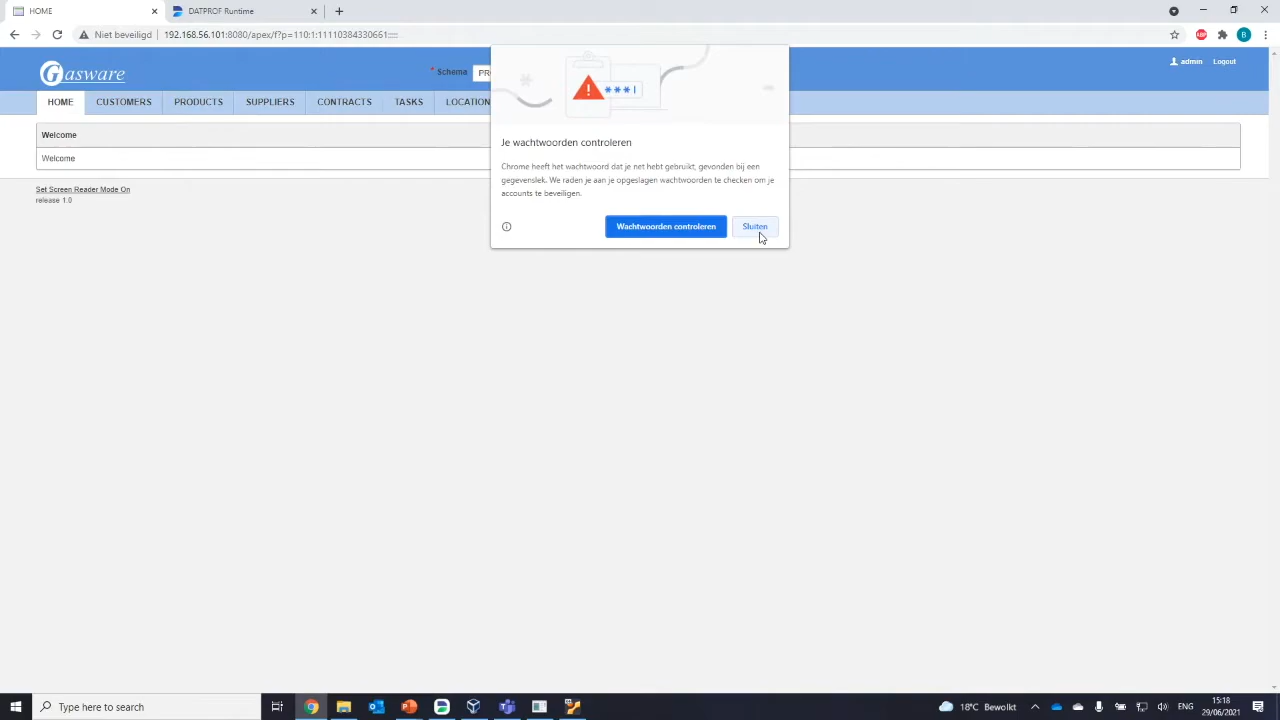 HOME
DATPROF Runtime
Niet beveiligd
192.168.56.101:8080/apex/f?p=110:1:11110384330661::::
ABP
B
Gasware
* Schema
PR
admin
Logout
HOME
CUSTOMERS
PRODUCTS
SUPPLIERS
CONTRACTS
TASKS
LOCATION
Welcome
Welcome
Set Screen Reader Mode On
release 1.0
Je wachtwoorden controleren
Chrome heeft het wachtwoord dat je net hebt gebruikt, gevonden bij een
gegevenslek. We raden je aan je opgeslagen wachtwoorden te checken om je
accounts te beveiligen.
Wachtwoorden controleren
Sluiten
Type here to search
18°C Bewolkt
ENG
15:18
29/06/2021